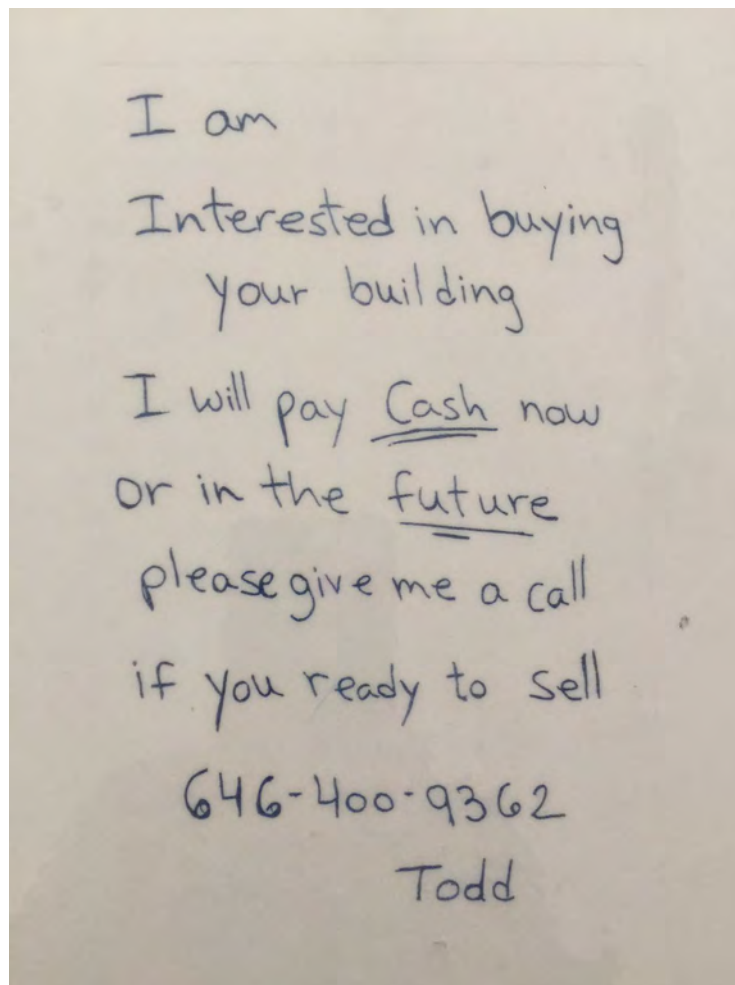 I am
Interested in buying
your building
I will pay Cash now
or in the future
please give me a call
if you ready to sell
646-400-9362
Todd